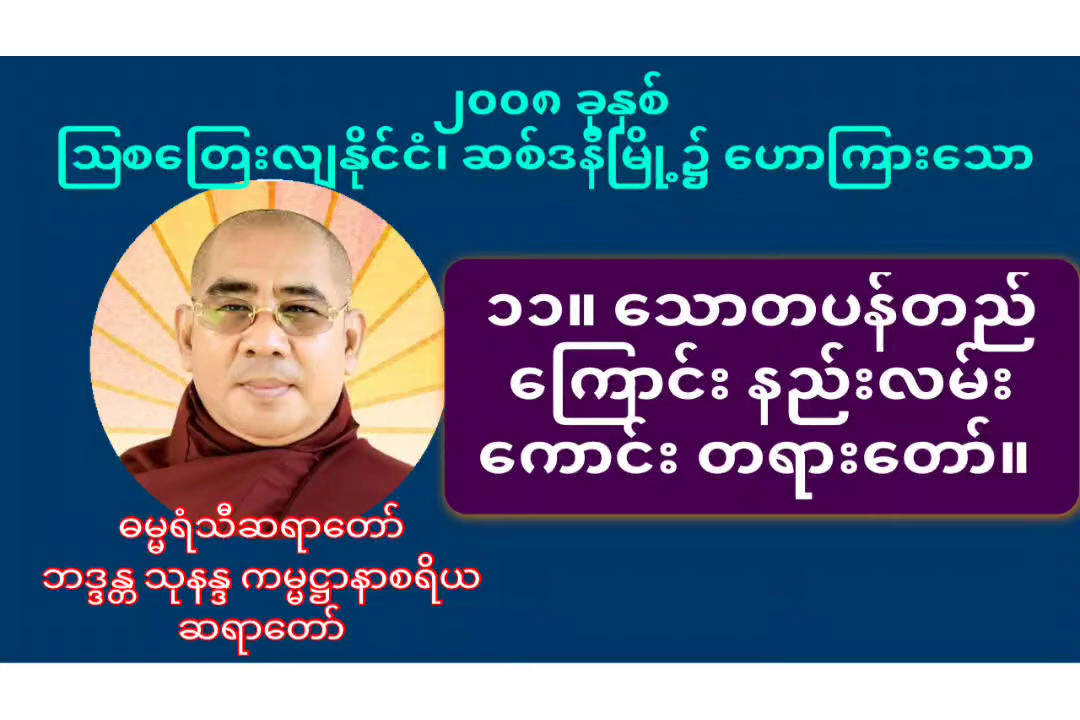 ၂၀၀၈ ခုနှစ်
ဩစတြေးလျနိုင်ငံ၊ ဆစ်ဒနီမြို့၌ ဟောကြားသော
၁၁။ သောတပန်တည်
ကြောင်း နည်းလမ်း
ကောင်း တရားတော်။
ဓမ္မရံသီဆရာတော်
ဘဒ္ဒန္တ သုနန္ဒ ကမ္မဋ္ဌာနာစရိယ
ဆရာတော်